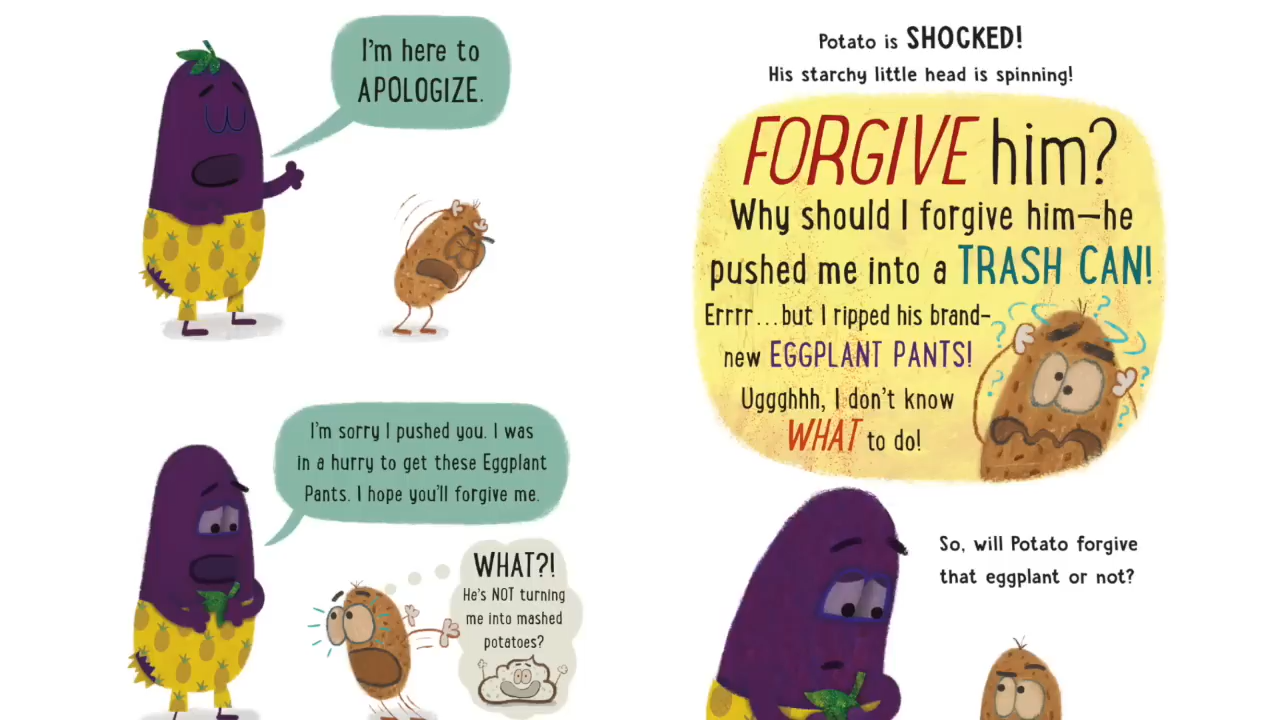 I'm here to
APOLOGIZE.
I'm sorry I pushed you. I was
in a hurry to get these Eggplant
Pants. I hope you'll forgive me.
WHAT?!
He's NOT turning
me into mashed
potatoes?
Potato is SHOCKED!
His starchy little head is spinning!
FORGIVE him?
Why should I forgive him—he
pushed me into a TRASH CAN!
Errrr...but I ripped his brand-
new EGGPLANT PANTS!
Uggghhh, I don't know
WHAT to do!
So, will Potato forgive
that eggplant or not?